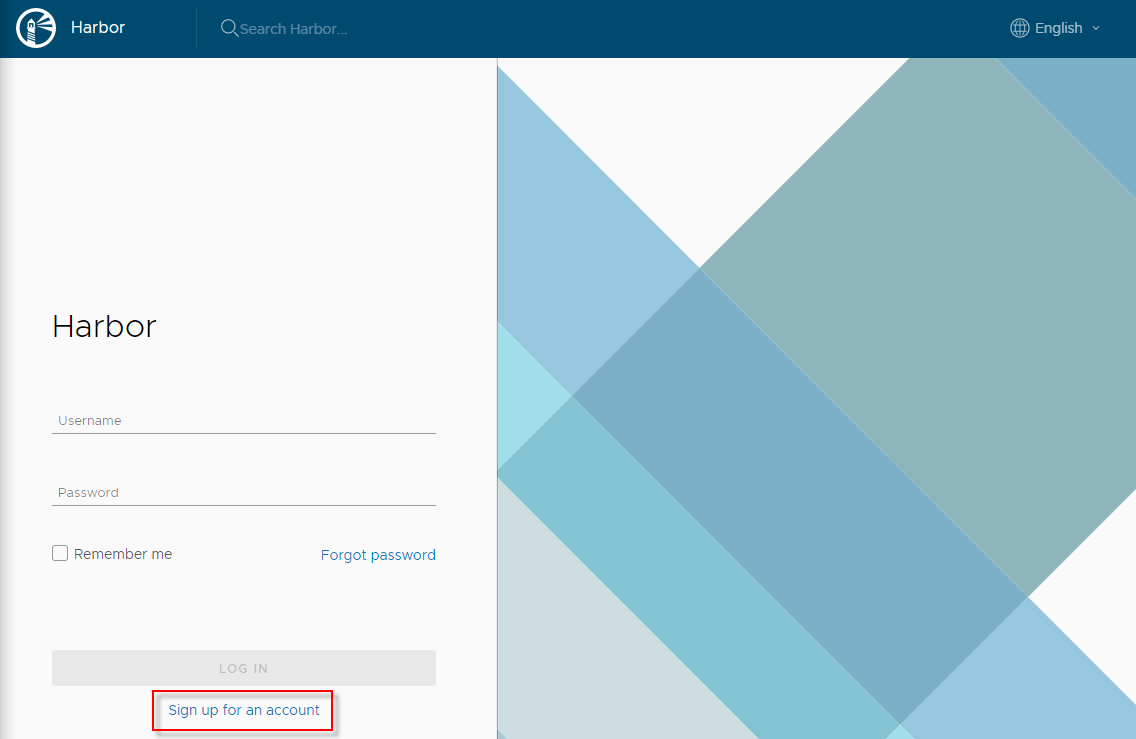 Harbor
Search Harbor...
English
Harbor
Username
Password
Remember me
Forgot password
LOG IN
Sign up for an account